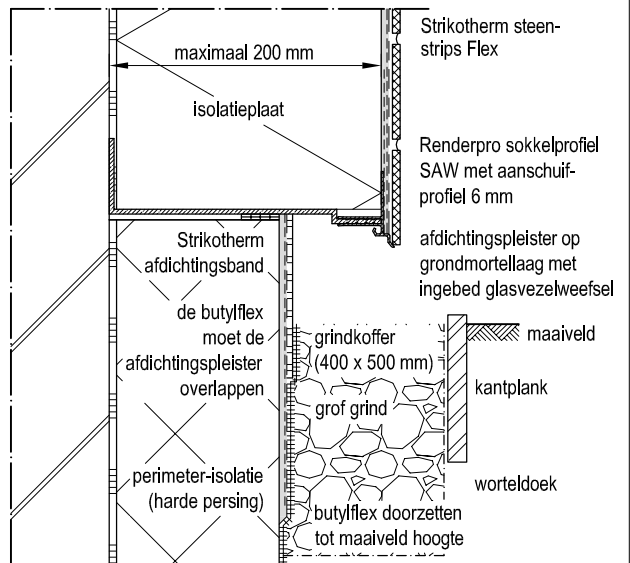 Strikotherm steen-
strips Flex
maximaal 200 mm
isolatieplaat
Renderpro sokkelprofiel
SAW met aanschuif-
profiel 6 mm
afdichtingspleister op
grondmortellaag met
ingebed glasvezelweefsel
Strikotherm
afdichtingsband
de butylflex
moet de
afdichtingspleister
overlappen
grindkoffer
(400 x 500 mm)
maaiveld
kantplank
grof grind
perimeter-isolatie
(harde persing)
worteldoek
butylflex doorzetten
tot maaiveld hoogte